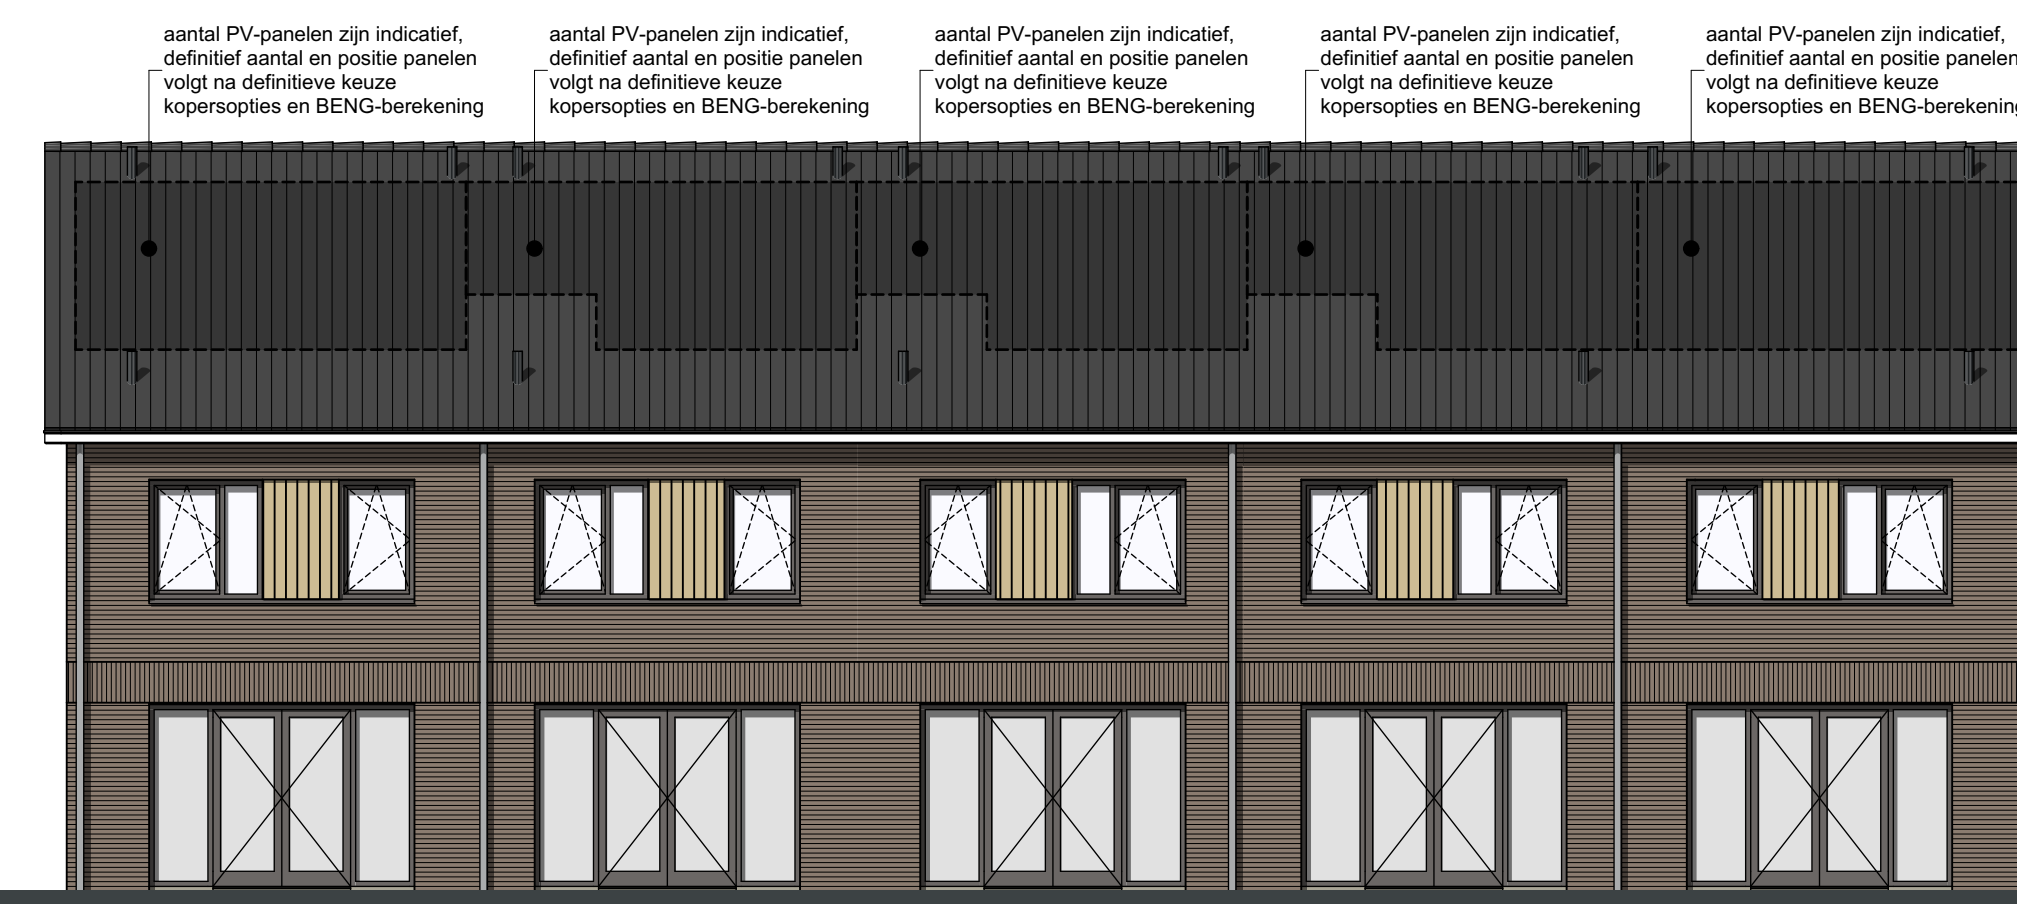 aantal PV-panelen zijn indicatief,
definitief aantal en positie panelen
volgt na definitieve keuze
kopersopties en BENG-berekening
aantal PV-panelen zijn indicatief,
definitief aantal en positie panelen
volgt na definitieve keuze
kopersopties en BENG-berekening
aantal PV-panelen zijn indicatief,
definitief aantal en positie panelen
volgt na definitieve keuze
kopersopties en BENG-berekening
aantal PV-panelen zijn indicatief,
definitief aantal en positie panelen
volgt na definitieve keuze
kopersopties en BENG-berekening
aantal PV-panelen zijn indicatief,
definitief aantal en positie panelen
volgt na definitieve keuze
kopersopties en BENG-berekening